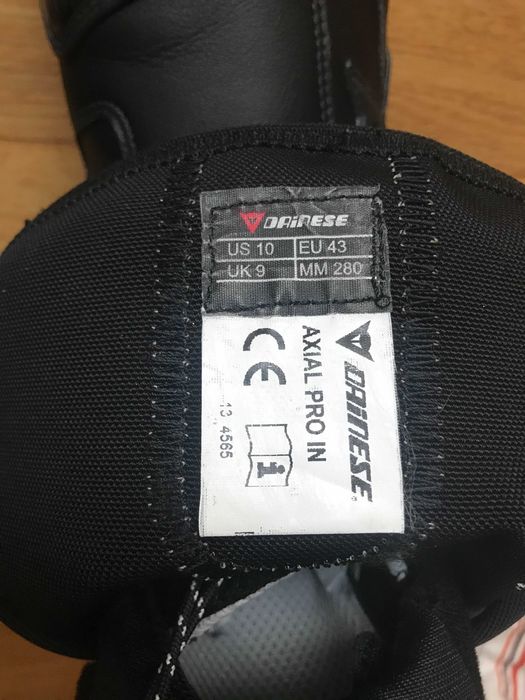 DAINESE
US 10 EU 43
UK 9 MM 280
DAINESE
AXIAL PRO IN
CE
i
13 4565